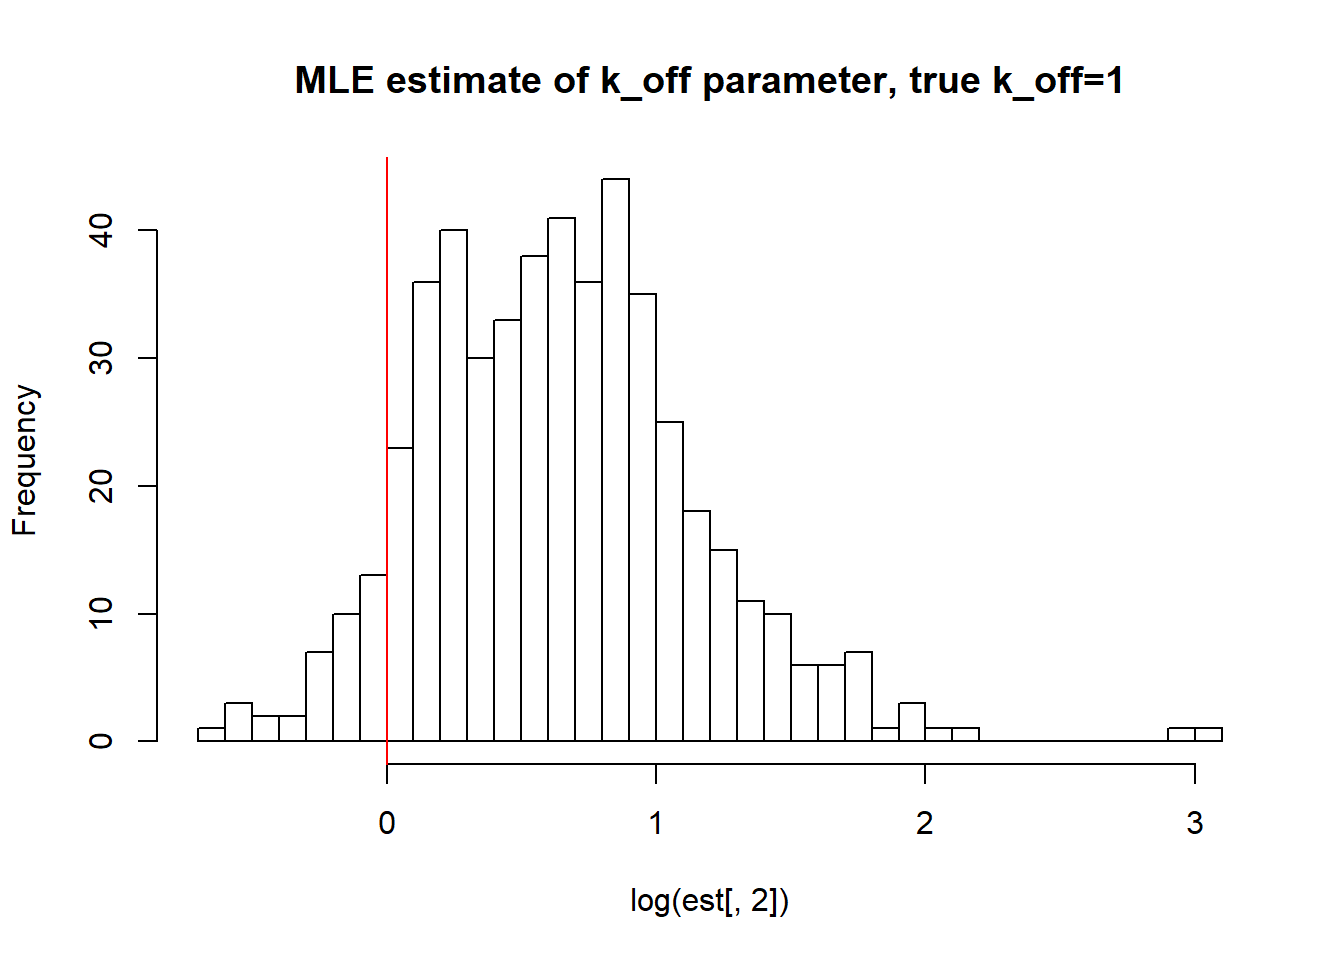 MLE estimate of k_off parameter, true k_off=1
Frequency
40
30
20
10
0
0 1 2 3
log(est[, 2])